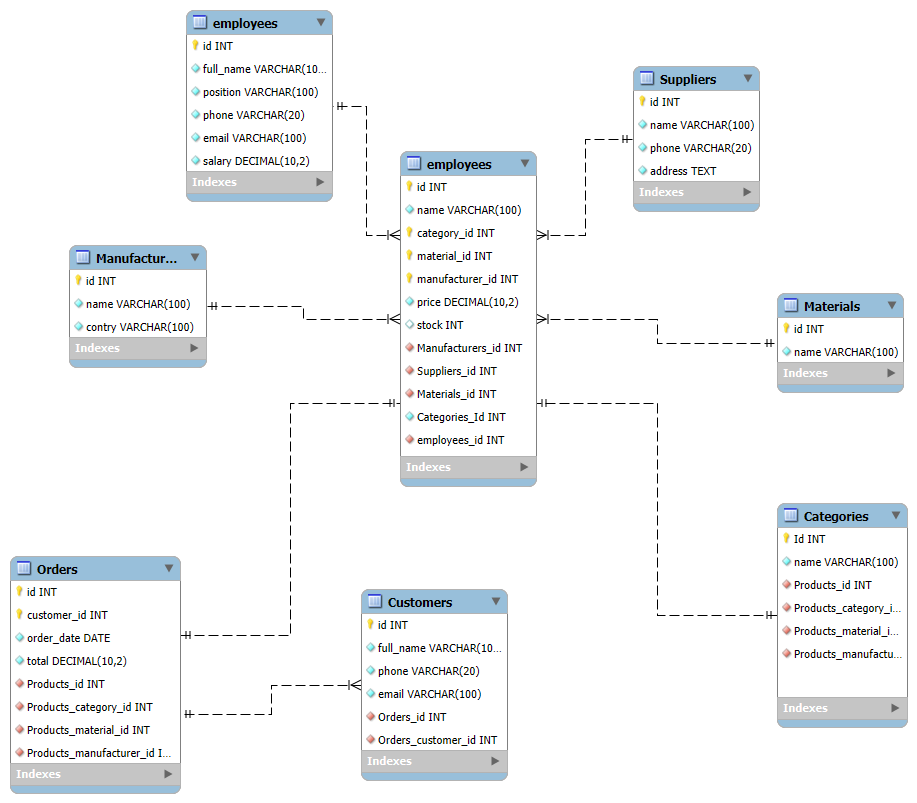 employees
id INT
full_name VARCHAR(10...
position VARCHAR(100)
phone VARCHAR(20)
email VARCHAR(100)
salary DECIMAL(10,2)
Indexes
Suppliers
id INT
name VARCHAR(100)
phone VARCHAR(20)
address TEXT
Indexes
employees
id INT
name VARCHAR(100)
category_id INT
material_id INT
manufacturer_id INT
price DECIMAL(10,2)
stock INT
Manufacturers_id INT
Suppliers_id INT
Materials_id INT
Categories_Id INT
employees_id INT
Indexes
Manufactur...
id INT
name VARCHAR(100)
contry VARCHAR(100)
Indexes
Materials
id INT
name VARCHAR(100)
Indexes
Categories
Id INT
name VARCHAR(100)
Products_id INT
Products_category_i...
Products_material_i...
Products_manufactu...
Indexes
Orders
id INT
customer_id INT
order_date DATE
total DECIMAL(10,2)
Products_id INT
Products_category_id INT
Products_material_id INT
Products_manufacturer_id I...
Indexes
Customers
id INT
full_name VARCHAR(10...
phone VARCHAR(20)
email VARCHAR(100)
Orders_id INT
Orders_customer_id INT
Indexes